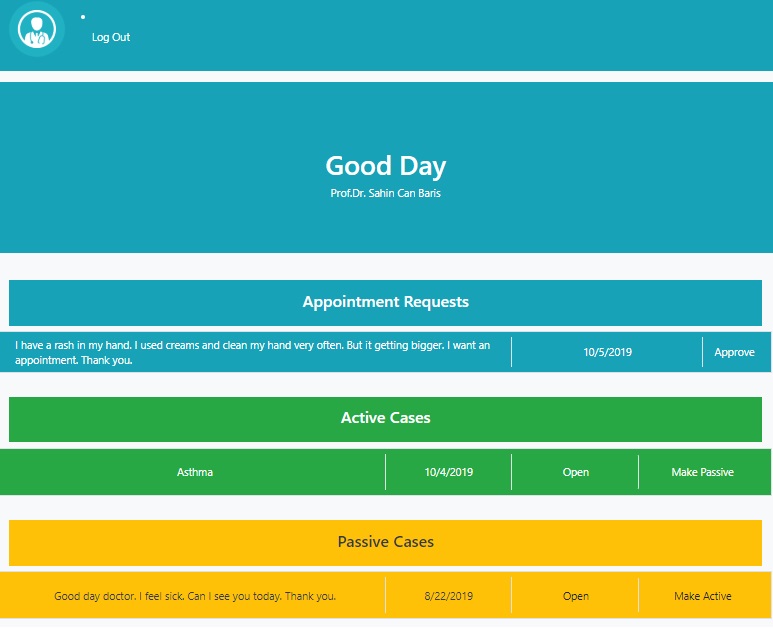 Log Out
Good Day
Prof.Dr. Sahin Can Baris
Appointment Requests
I have a rash in my hand. I used creams and clean my hand very often. But it getting bigger. I want an
appointment. Thank you.
10/5/2019
Approve
Active Cases
Asthma
10/4/2019
Open
Make Passive
Passive Cases
Good day doctor. I feel sick. Can I see you today. Thank you.
8/22/2019
Open
Make Active